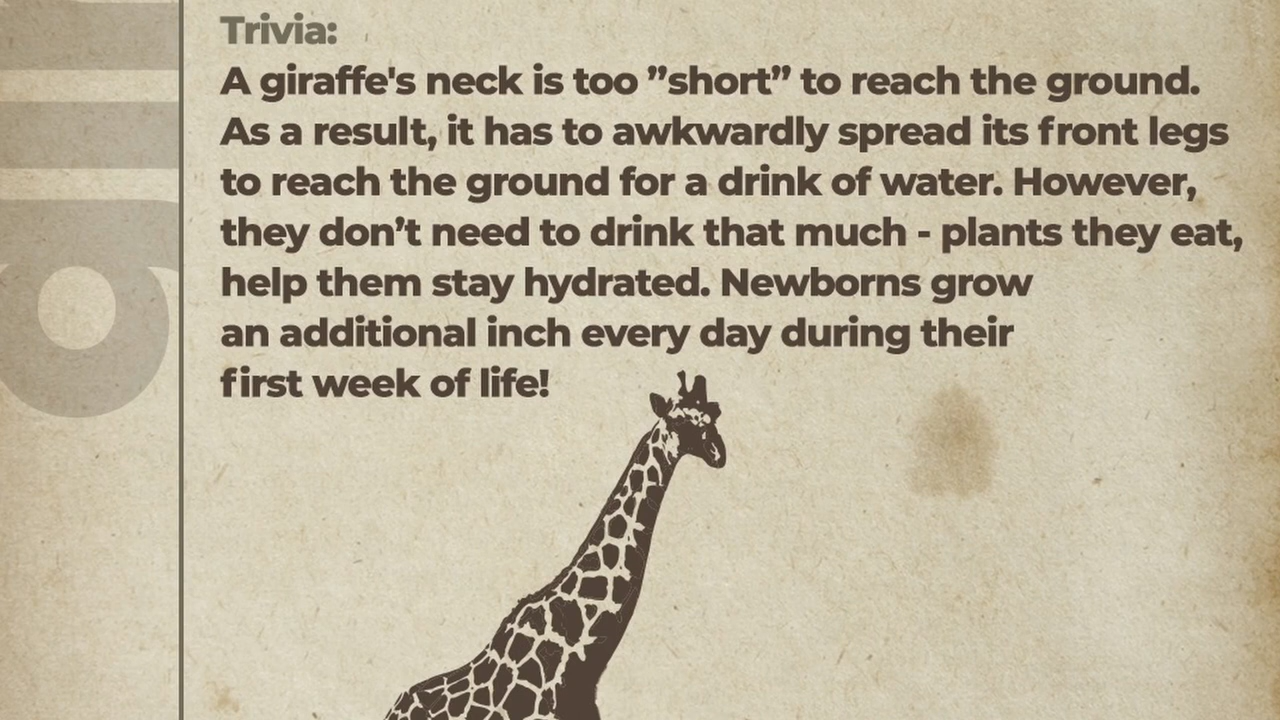 Trivia:
A giraffe's neck is too ”short” to reach the ground.
As a result, it has to awkwardly spread its front legs
to reach the ground for a drink of water. However,
they don’t need to drink that much - plants they eat,
help them stay hydrated. Newborns grow
an additional inch every day during their
first week of life!